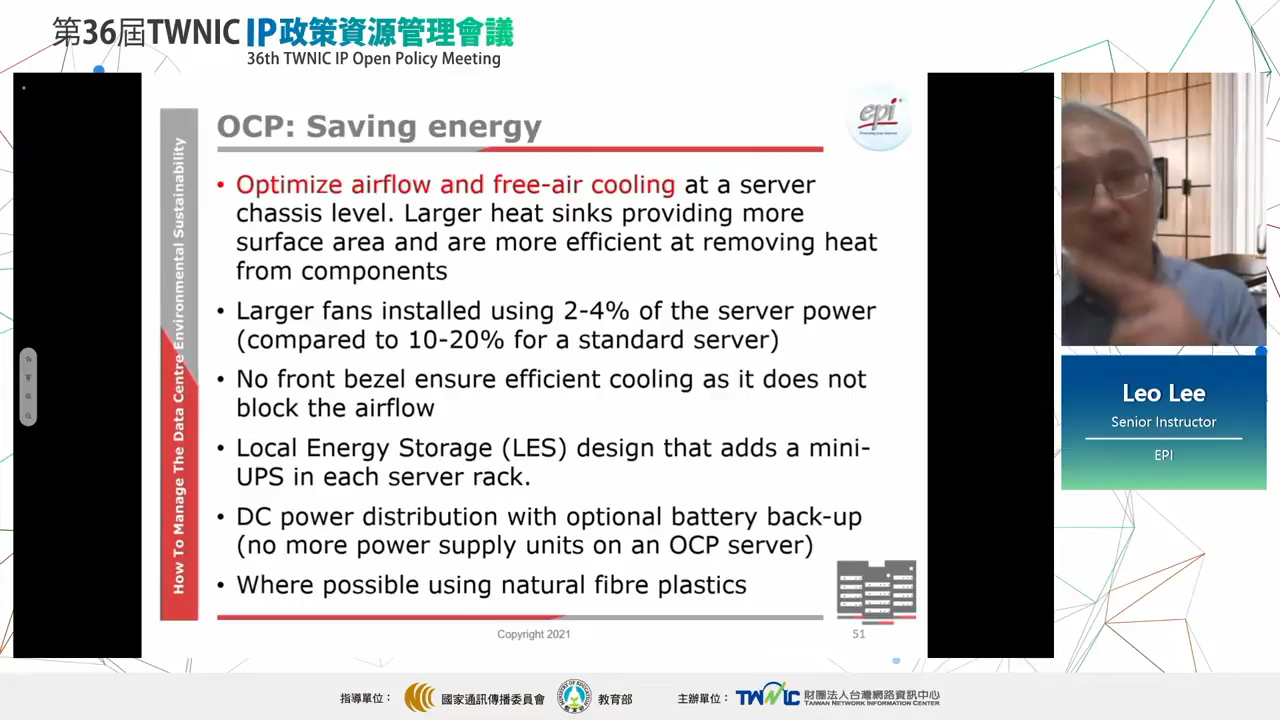 第36屆TWNIC IP政策資源管理會議
36th TWNIC IP Open Policy Meeting
OCP: Saving energy
epi
How To Manage The Data Centre Environmental Sustainability
• Optimize airflow and free-air cooling at a server
chassis level. Larger heat sinks providing more
surface area and are more efficient at removing heat
from components
• Larger fans installed using 2-4% of the server power
(compared to 10-20% for a standard server)
• No front bezel ensure efficient cooling as it does not
block the airflow
• Local Energy Storage (LES) design that adds a mini-
UPS in each server rack.
• DC power distribution with optional battery back-up
(no more power supply units on an OCP server)
• Where possible using natural fibre plastics
Copyright 2021
51
Leo Lee
Senior Instructor
EPI
指導單位： 國家通訊傳播委員會 教育部 主辦單位： TWNIC 財團法人台灣網路資訊中心
TAIWAN NETWORK INFORMATION CENTER